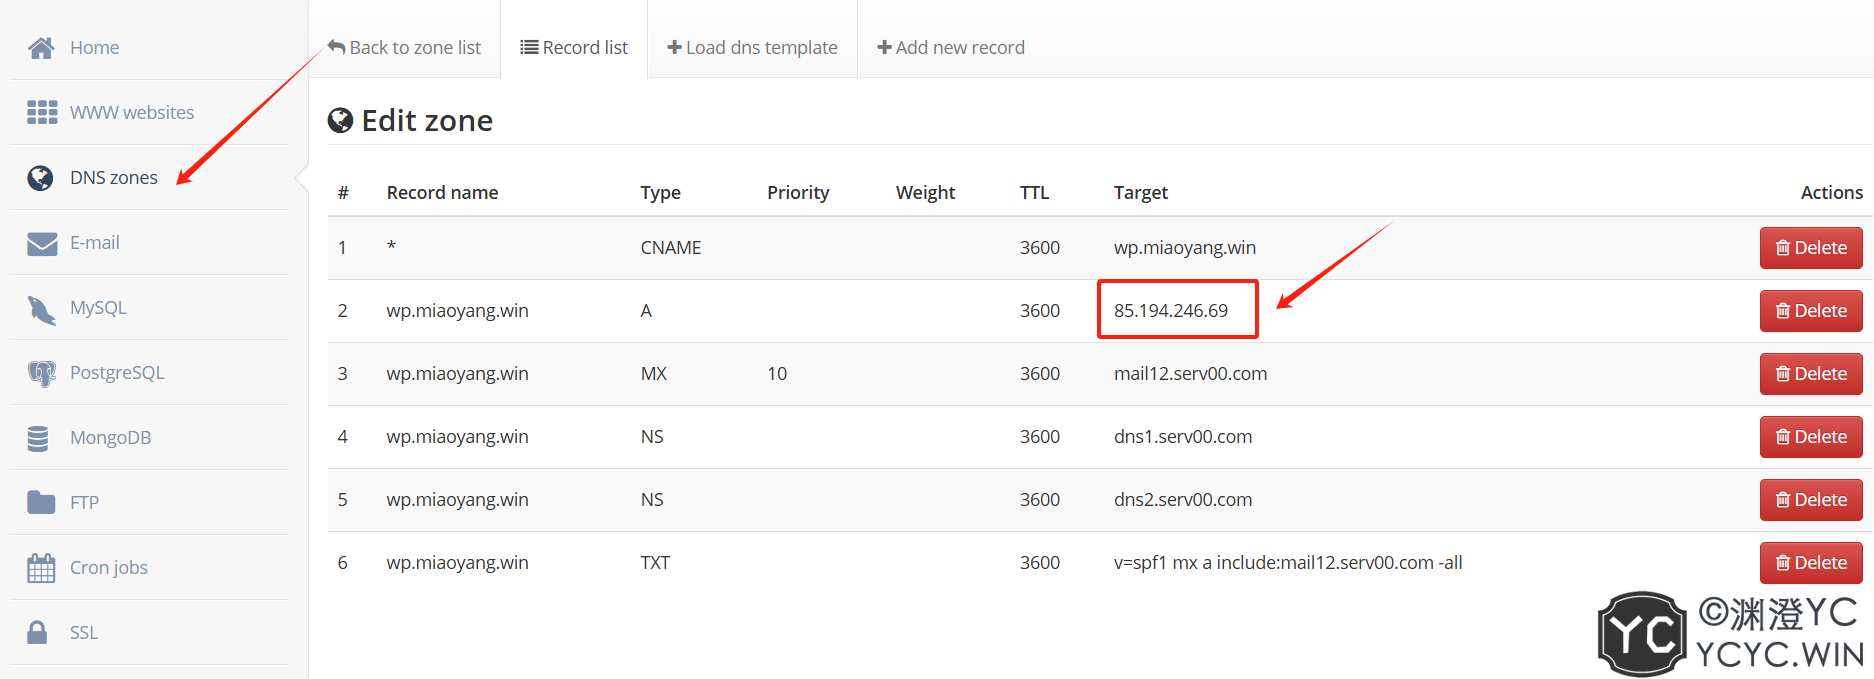 Home
WWW websites
DNS zones
E-mail
MySQL
PostgreSQL
MongoDB
FTP
Cron jobs
SSL
Back to zone list
Record list
Load dns template
Add new record
Edit zone
# Record name Type Priority Weight TTL Target Actions
1 * CNAME 3600 wp.miaoyang.win Delete
2 wp.miaoyang.win A 3600 85.194.246.69 Delete
3 wp.miaoyang.win MX 10 3600 mail12.serv00.com Delete
4 wp.miaoyang.win NS 3600 dns1.serv00.com Delete
5 wp.miaoyang.win NS 3600 dns2.serv00.com Delete
6 wp.miaoyang.win TXT 3600 v=spf1 mx a include:mail12.serv00.com -all Delete
YC
©渊澄YC
YCYC.WIN